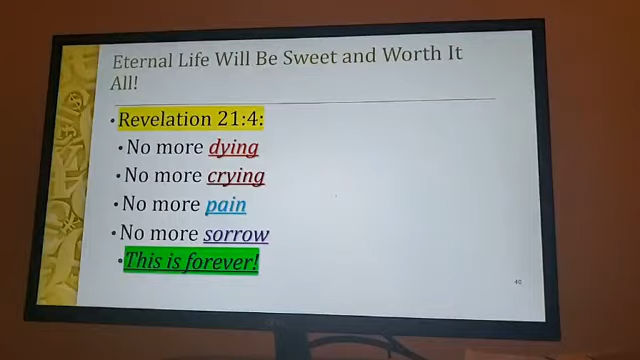 Eternal Life Will Be Sweet and Worth It
All!
• Revelation 21:4:
• No more dying
• No more crying
• No more pain
• No more sorrow
• This is forever!
40